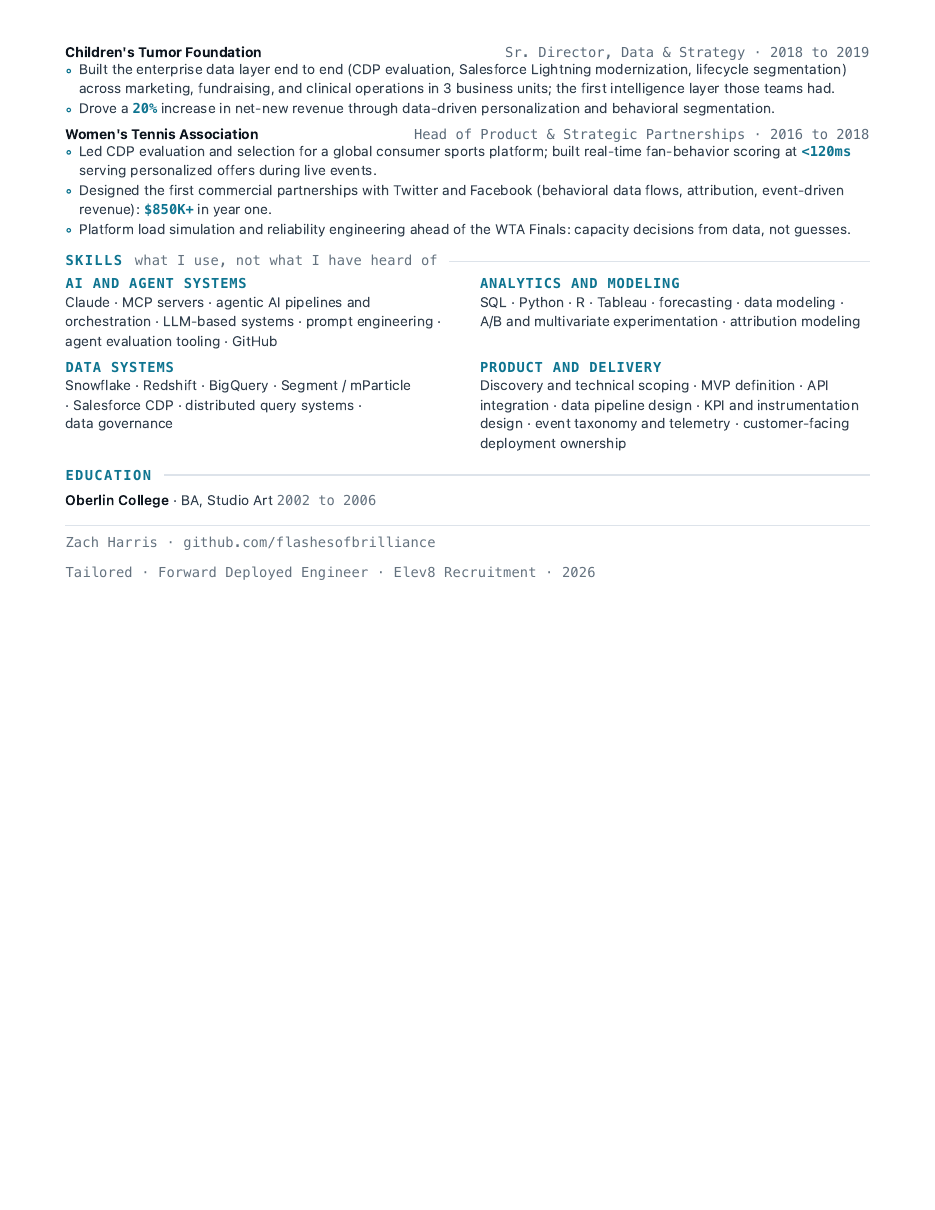 Children's Tumor Foundation Sr. Director, Data & Strategy · 2018 to 2019
∘ Built the enterprise data layer end to end (CDP evaluation, Salesforce Lightning modernization, lifecycle segmentation)
across marketing, fundraising, and clinical operations in 3 business units; the first intelligence layer those teams had.
∘ Drove a 20% increase in net-new revenue through data-driven personalization and behavioral segmentation.
Women's Tennis Association Head of Product & Strategic Partnerships · 2016 to 2018
∘ Led CDP evaluation and selection for a global consumer sports platform; built real-time fan-behavior scoring at <120ms
serving personalized offers during live events.
∘ Designed the first commercial partnerships with Twitter and Facebook (behavioral data flows, attribution, event-driven
revenue): $850K+ in year one.
∘ Platform load simulation and reliability engineering ahead of the WTA Finals: capacity decisions from data, not guesses.
SKILLS what I use, not what I have heard of
AI AND AGENT SYSTEMS
Claude · MCP servers · agentic AI pipelines and
orchestration · LLM-based systems · prompt engineering ·
agent evaluation tooling · GitHub
ANALYTICS AND MODELING
SQL · Python · R · Tableau · forecasting · data modeling ·
A/B and multivariate experimentation · attribution modeling
DATA SYSTEMS
Snowflake · Redshift · BigQuery · Segment / mParticle
· Salesforce CDP · distributed query systems ·
data governance
PRODUCT AND DELIVERY
Discovery and technical scoping · MVP definition · API
integration · data pipeline design · KPI and instrumentation
design · event taxonomy and telemetry · customer-facing
deployment ownership
EDUCATION
Oberlin College · BA, Studio Art 2002 to 2006
Zach Harris · github.com/flashesofbrilliance
Tailored · Forward Deployed Engineer · Elev8 Recruitment · 2026